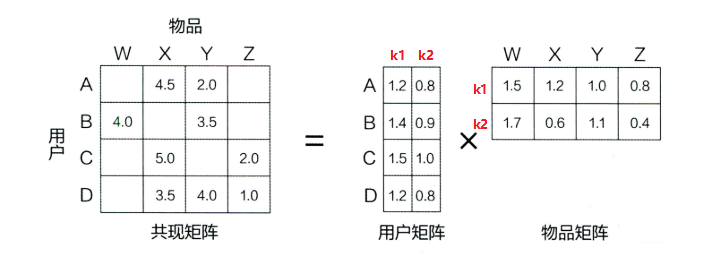 物品
W X Y Z
用户
A 4.5 2.0
B 4.0 3.5
C 5.0 2.0
D 3.5 4.0 1.0
共现矩阵
=
k1 k2
A 1.2 0.8
B 1.4 0.9
C 1.5 1.0
D 1.2 0.8
用户矩阵
×
W X Y Z
k1 1.5 1.2 1.0 0.8
k2 1.7 0.6 1.1 0.4
物品矩阵